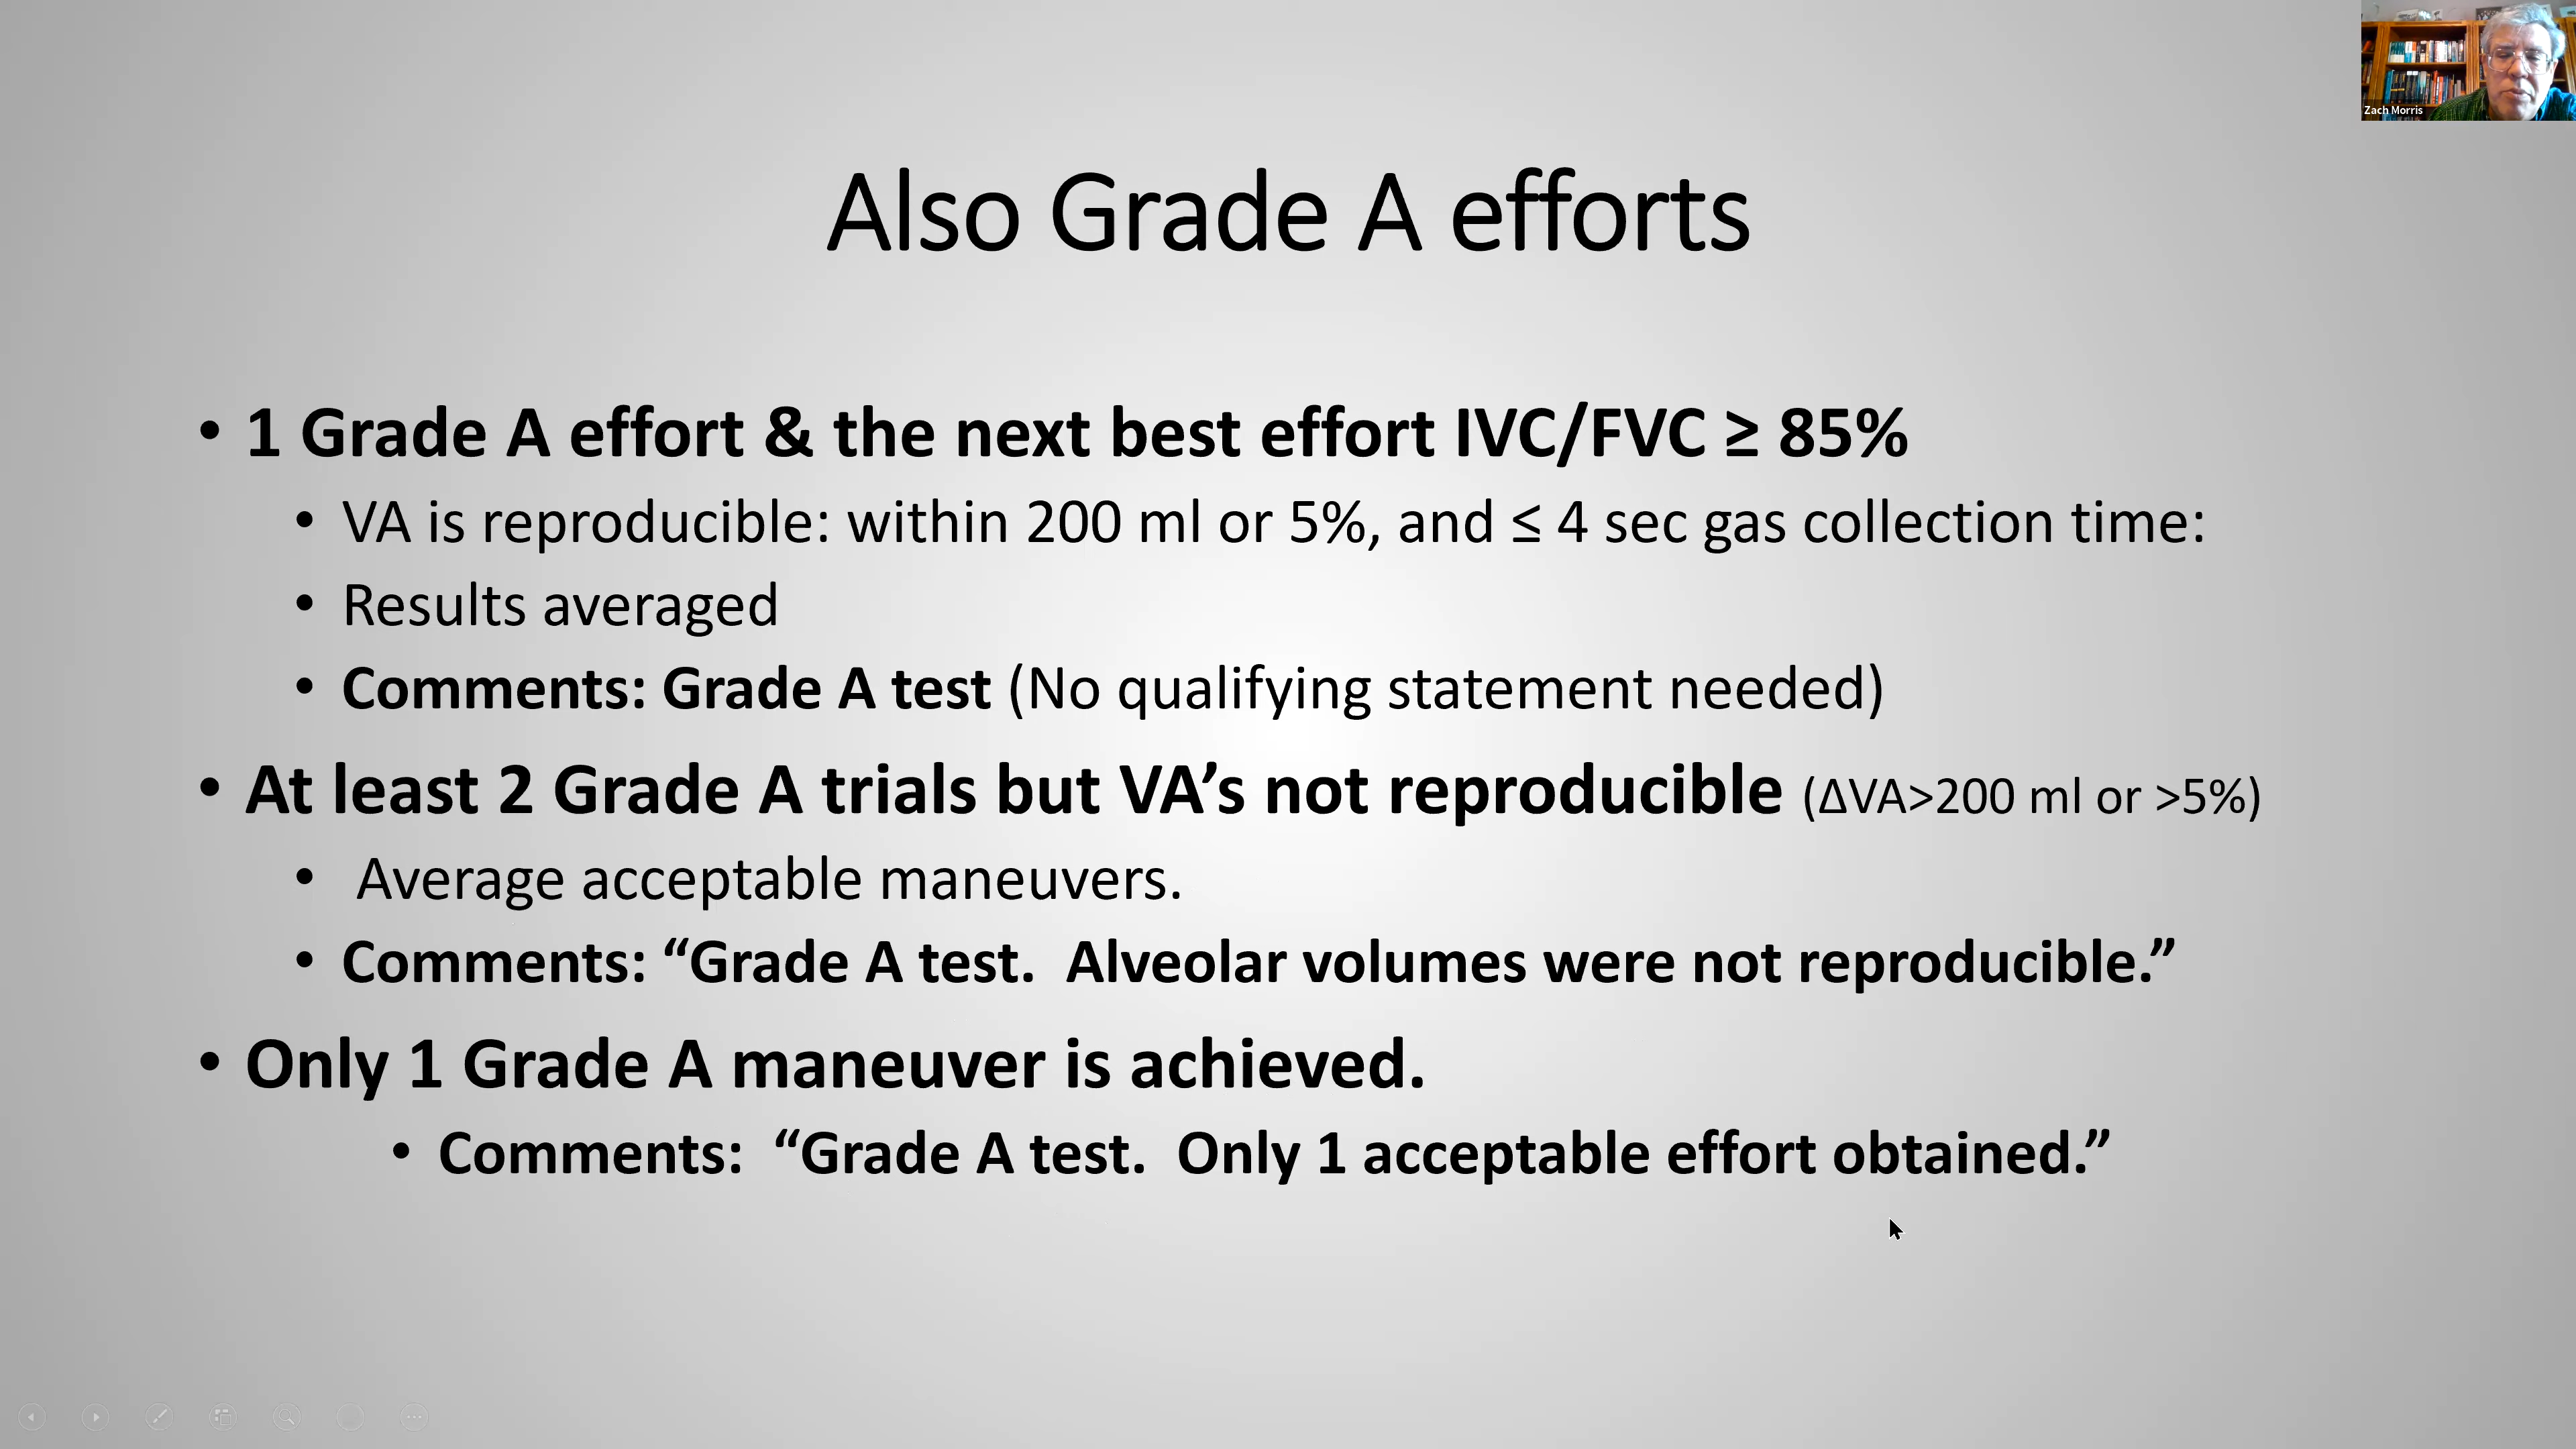 Zach Morris
Also Grade A efforts
• 1 Grade A effort & the next best effort IVC/FVC ≥ 85%
• VA is reproducible: within 200 ml or 5%, and ≤ 4 sec gas collection time:
• Results averaged
• Comments: Grade A test (No qualifying statement needed)
• At least 2 Grade A trials but VA’s not reproducible (ΔVA>200 ml or >5%)
• Average acceptable maneuvers.
• Comments: “Grade A test.  Alveolar volumes were not reproducible.”
• Only 1 Grade A maneuver is achieved.
• Comments:  “Grade A test.  Only 1 acceptable effort obtained.”